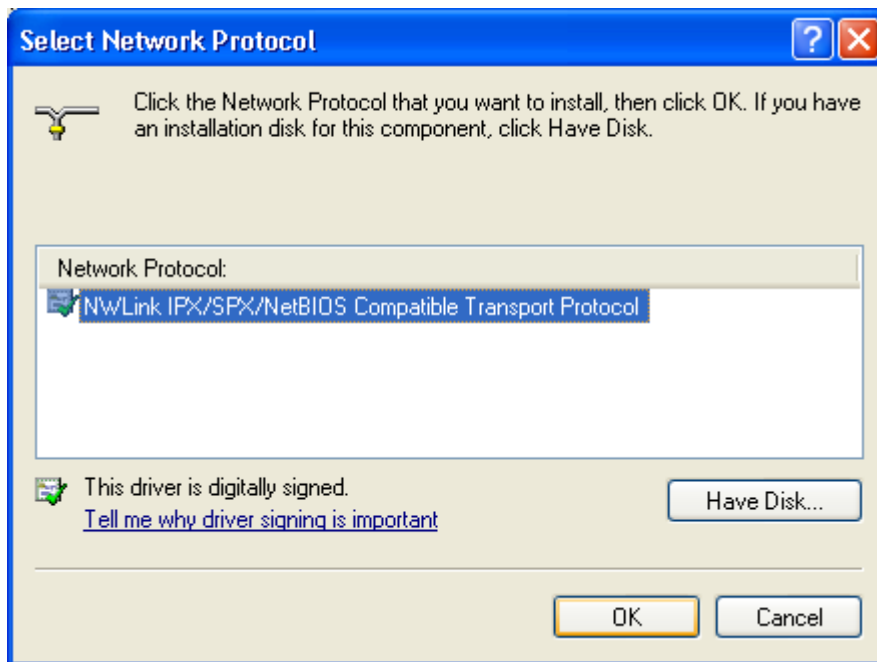 Select Network Protocol
?
Click the Network Protocol that you want to install, then click OK. If you have
an installation disk for this component, click Have Disk.
Network Protocol:
NWLink IPX/SPX/NetBIOS Compatible Transport Protocol
This driver is digitally signed.
Tell me why driver signing is important
Have Disk...
OK
Cancel